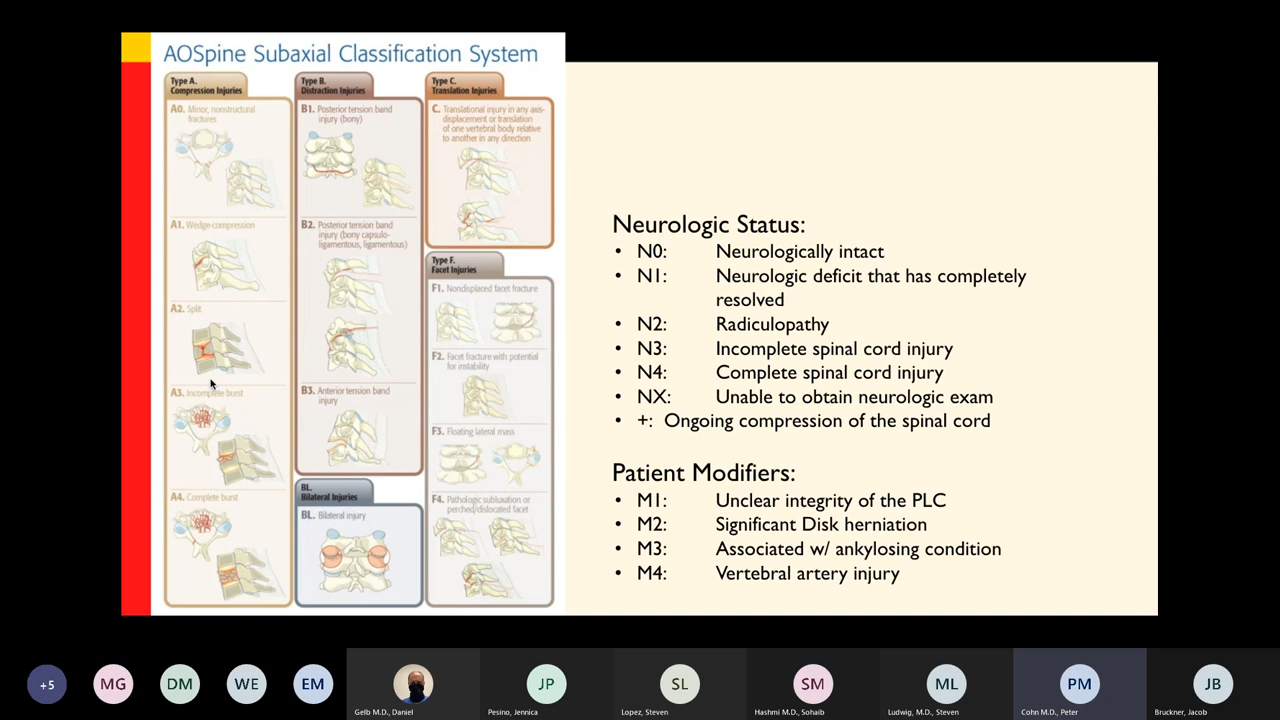 AOSpine Subaxial Classification System
Type A.
Compression Injuries
A0. Minor, nonstructural
fractures
A1. Wedge-compression
A2. Split
A3. Incomplete burst
A4. Complete burst
Type B.
Distraction Injuries
B1. Posterior tension band
injury (bony)
B2. Posterior tension band
injury (bony capsulo-
ligamentous, ligamentous)
B3. Anterior tension band
injury
BL.
Bilateral Injuries
BL. Bilateral injury
Type C.
Translation Injuries
C. Translational injury in any axis-
displacement or translation
of one vertebral body relative
to another in any direction
Type F.
Facet Injuries
F1. Nondisplaced facet fracture
F2. Facet fracture with potential
for instability
F3. Floating lateral mass
F4. Pathologic subluxation or
perched/dislocated facet
Neurologic Status:
• N0: Neurologically intact
• N1: Neurologic deficit that has completely
resolved
• N2: Radiculopathy
• N3: Incomplete spinal cord injury
• N4: Complete spinal cord injury
• NX: Unable to obtain neurologic exam
• +: Ongoing compression of the spinal cord
Patient Modifiers:
• M1: Unclear integrity of the PLC
• M2: Significant Disk herniation
• M3: Associated w/ ankylosing condition
• M4: Vertebral artery injury
+5
MG
DM
WE
EM
Gelb M.D., Daniel
JP
Pesino, Jennica
SL
Lopez, Steven
SM
Hashmi M.D., Sohaib
ML
Ludwig, M.D., Steven
PM
Cohn M.D., Peter
JB
Bruckner, Jacob